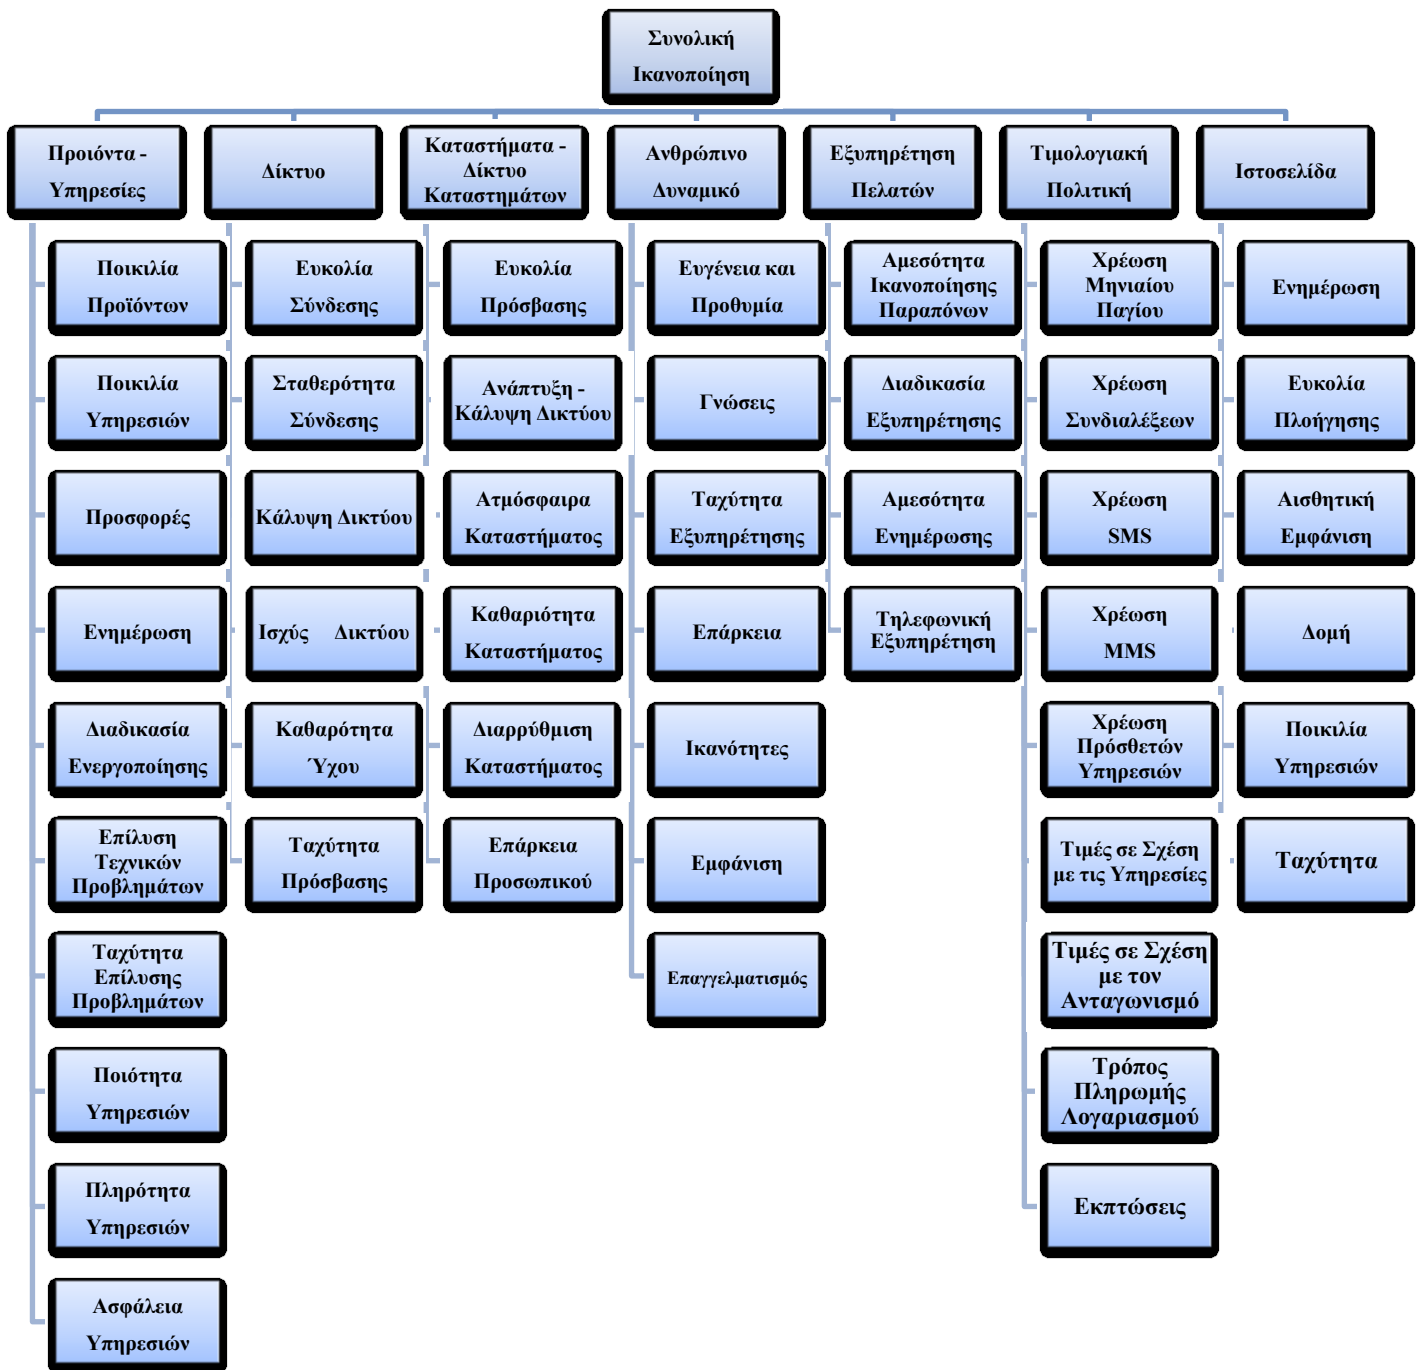 Συνολική
Ικανοποίηση
Προιόντα -
Υπηρεσίες
Δίκτυο
Καταστήματα -
Δίκτυο
Καταστημάτων
Ανθρώπινο
Δυναμικό
Εξυπηρέτηση
Πελατών
Τιμολογιακή
Πολιτική
Ιστοσελίδα
Ποικιλία
Προϊόντων
Ποικιλία
Υπηρεσιών
Προσφορές
Ενημέρωση
Διαδικασία
Ενεργοποίησης
Επίλυση
Τεχνικών
Προβλημάτων
Ταχύτητα
Επίλυσης
Προβλημάτων
Ποιότητα
Υπηρεσιών
Πληρότητα
Υπηρεσιών
Ασφάλεια
Υπηρεσιών
Ευκολία
Σύνδεσης
Σταθερότητα
Σύνδεσης
Κάλυψη Δικτύου
Ισχύς Δικτύου
Καθαρότητα
Ύχου
Ταχύτητα
Πρόσβασης
Ευκολία
Πρόσβασης
Ανάπτυξη -
Κάλυψη Δικτύου
Ατμόσφαιρα
Καταστήματος
Καθαριότητα
Καταστήματος
Διαρρύθμιση
Καταστήματος
Επάρκεια
Προσωπικού
Ευγένεια και
Προθυμία
Γνώσεις
Ταχύτητα
Εξυπηρέτησης
Επάρκεια
Ικανότητες
Εμφάνιση
Επαγγελματισμός
Αμεσότητα
Ικανοποίησης
Παραπόνων
Διαδικασία
Εξυπηρέτησης
Αμεσότητα
Ενημέρωσης
Τηλεφωνική
Εξυπηρέτηση
Χρέωση
Μηνιαίου
Παγίου
Χρέωση
Συνδιαλέξεων
Χρέωση
SMS
Χρέωση
MMS
Χρέωση
Πρόσθετών
Υπηρεσιών
Τιμές σε Σχέση
με τις Υπηρεσίες
Τιμές σε Σχέση
με τον
Ανταγωνισμό
Τρόπος
Πληρωμής
Λογαριασμού
Εκπτώσεις
Ενημέρωση
Ευκολία
Πλοήγησης
Αισθητική
Εμφάνιση
Δομή
Ποικιλία
Υπηρεσιών
Ταχύτητα